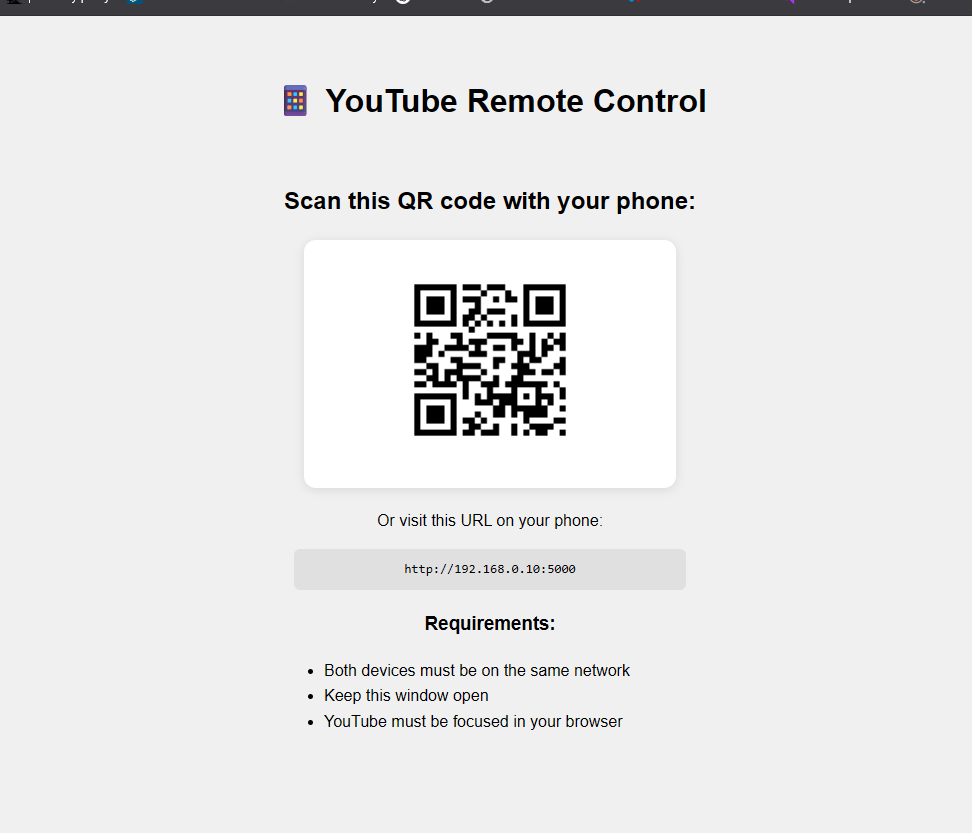 YouTube Remote Control
Scan this QR code with your phone:
Or visit this URL on your phone:
http://192.168.0.10:5000
Requirements:
Both devices must be on the same network
Keep this window open
YouTube must be focused in your browser